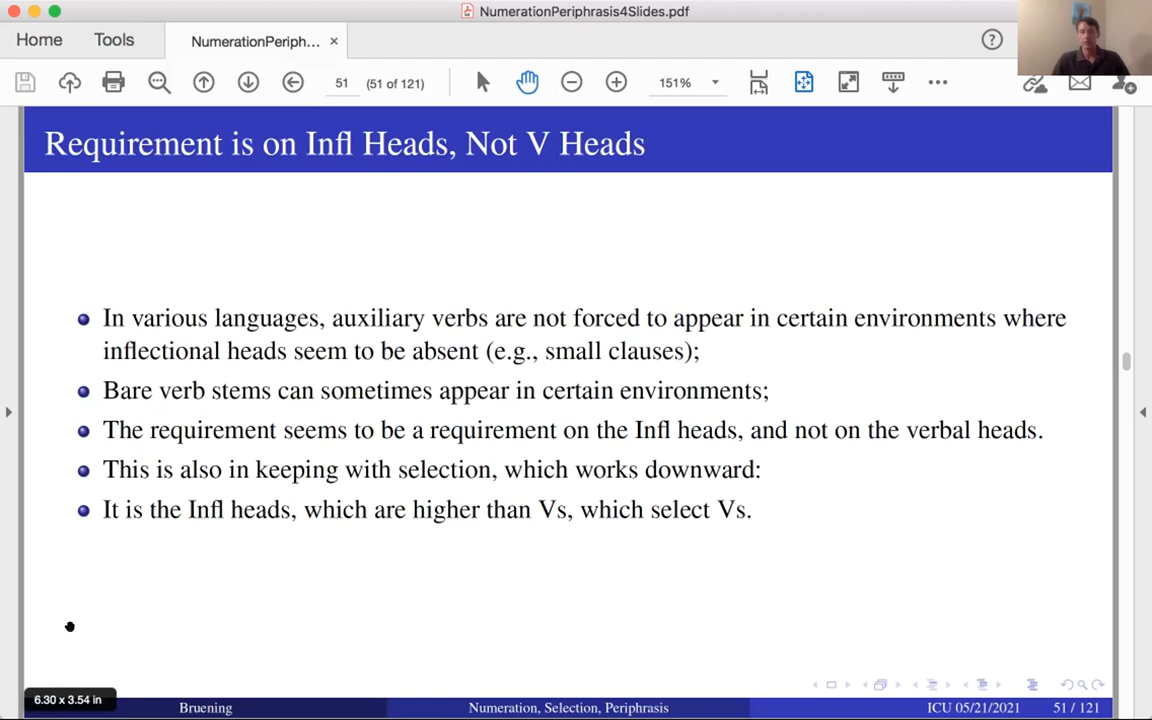 NumerationPeriphrasis4Slides.pdf
Home
Tools
NumerationPeriph... ×
?
51
(51 of 121)
151%
Requirement is on Infl Heads, Not V Heads
In various languages, auxiliary verbs are not forced to appear in certain environments where
inflectional heads seem to be absent (e.g., small clauses);
Bare verb stems can sometimes appear in certain environments;
The requirement seems to be a requirement on the Infl heads, and not on the verbal heads.
This is also in keeping with selection, which works downward:
It is the Infl heads, which are higher than Vs, which select Vs.
6.30 x 3.54 in
Bruening
Numeration, Selection, Periphrasis
ICU 05/21/2021
51 / 121